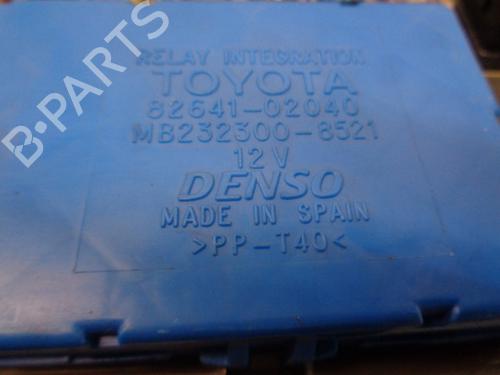 RELAY INTEGRATION
TOYOTA
82641-02040
MB232300-8521
12V
DENSO
MADE IN SPAIN
>PP-T40<
B-PARTS